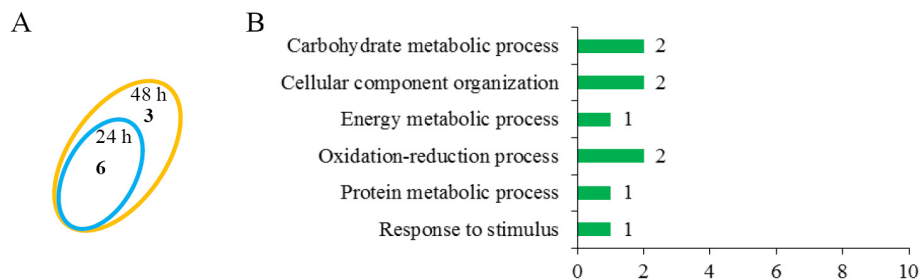 A
48 h
3
24 h
6
B
Carbohydrate metabolic process 2
Cellular component organization 2
Energy metabolic process 1
Oxidation-reduction process 2
Protein metabolic process 1
Response to stimulus 1
0 2 4 6 8 10